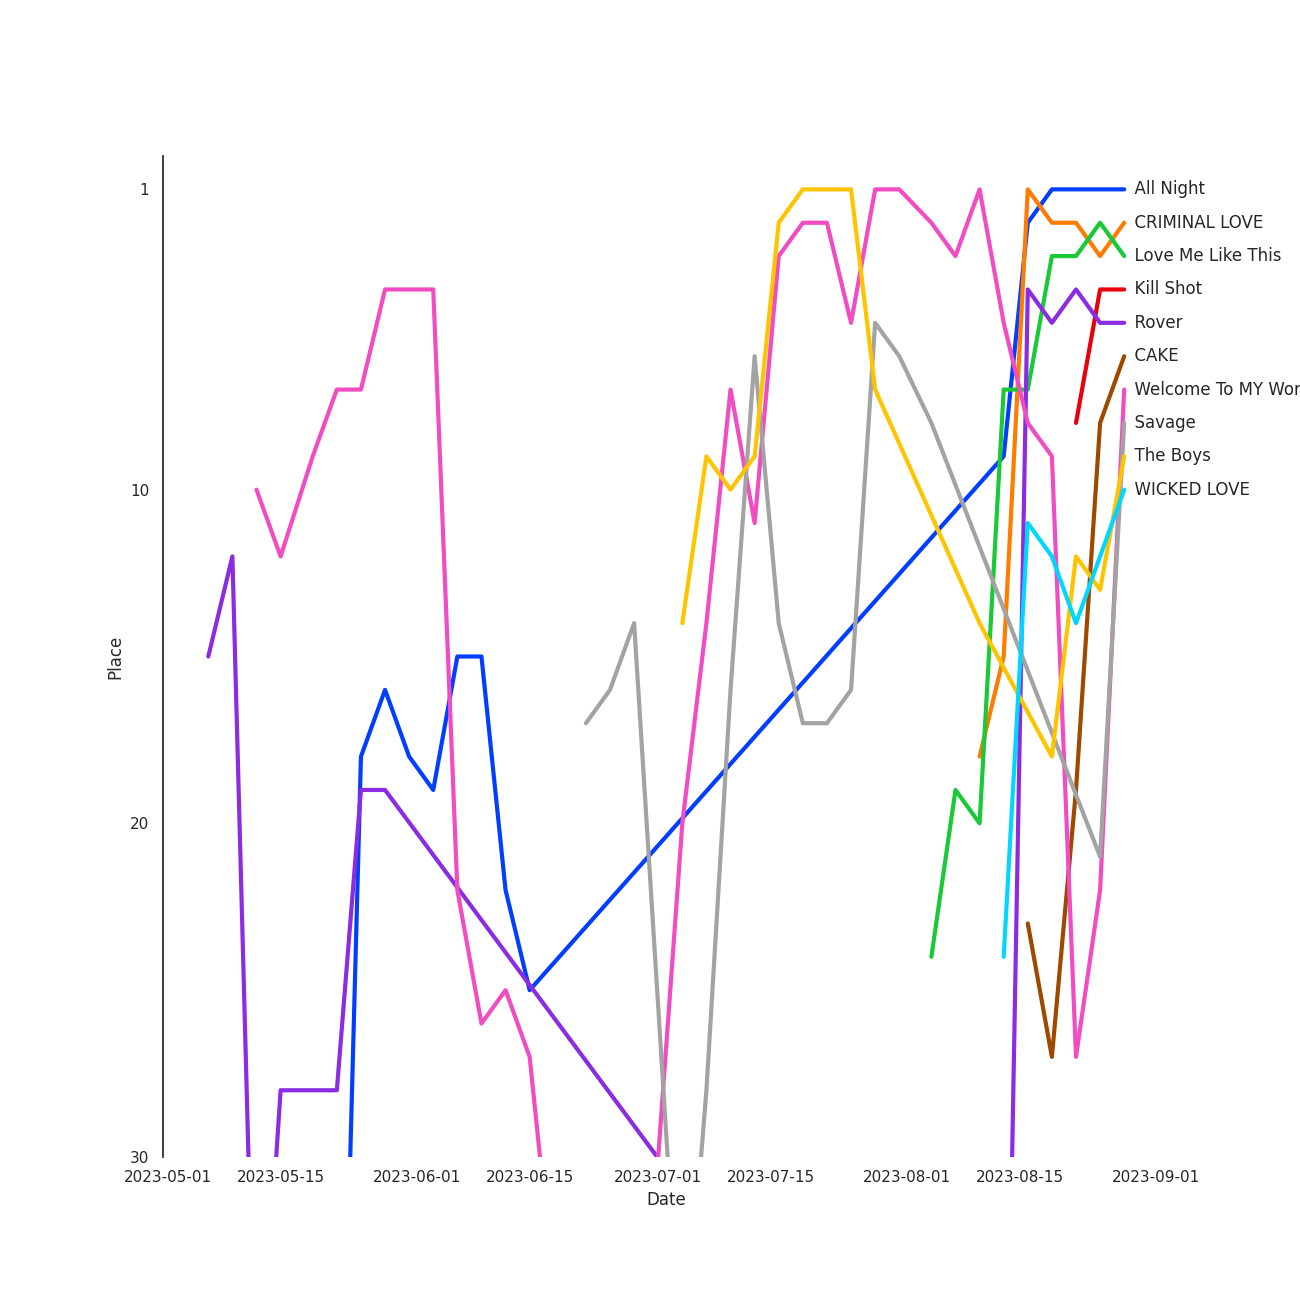 1
All Night
CRIMINAL LOVE
Love Me Like This
Kill Shot
Rover
CAKE
Welcome To MY Wor
Savage
The Boys
10
WICKED LOVE
Place
20
30
2023-05-01 2023-05-15 2023-06-01 2023-06-15 2023-07-01 2023-07-15 2023-08-01 2023-08-15 2023-09-01
Date